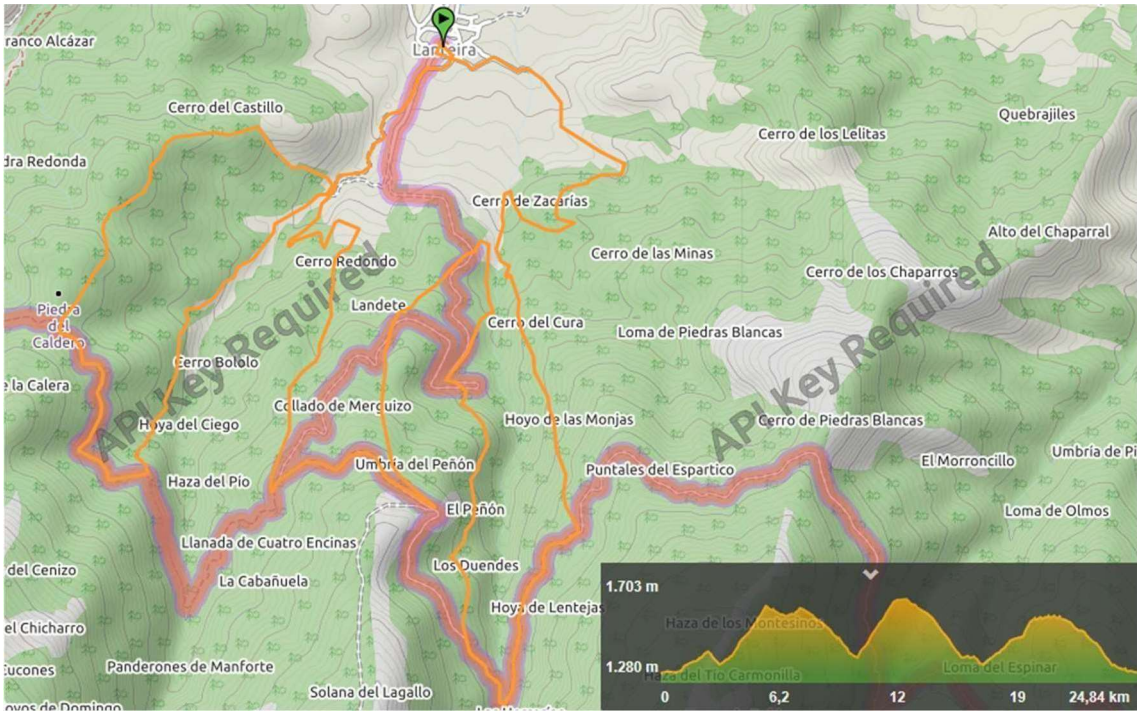 ranco Alcázar
Lanteira
Cerro del Castillo
Quebrajiles
Cerro de los Lelitas
dra Redonda
Cerro de Zacarías
Alto del Chaparral
Cerro Redondo
Cerro de las Minas
Cerro de los Chaparros
API Key Required
API Key Required
Piedra
del
Caldero
Landete
Cerro del Cura
Loma de Piedras Blancas
Cerro Bololo
e la Calera
Collado de Merguizo
Hoya del Ciego
Hoyo de las Monjas
Cerro de Piedras Blancas
Umbría de Pi
Umbría del Peñón
Puntales del Espartico
El Morroncillo
Haza del Pío
El Peñón
Loma de Olmos
Llanada de Cuatro Encinas
del Cenizo
La Cabañuela
Los Duendes
1.703 m
Hoya de Lentejas
Haza de los Montesinos
el Chicharro
Eucones
Panderones de Manforte
1.280 m
Haza del Tío Carmonilla
Loma del Espinar
Solana del Lagallo
0 6,2 12 19 24,84 km
oyos de Domingo